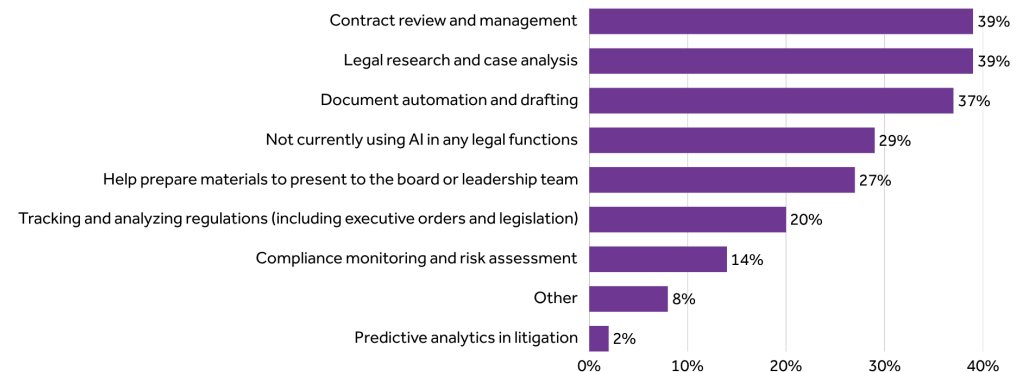 Contract review and management 39%
Legal research and case analysis 39%
Document automation and drafting 37%
Not currently using AI in any legal functions 29%
Help prepare materials to present to the board or leadership team 27%
Tracking and analyzing regulations (including executive orders and legislation) 20%
Compliance monitoring and risk assessment 14%
Other 8%
Predictive analytics in litigation 2%
0% 10% 20% 30% 40%